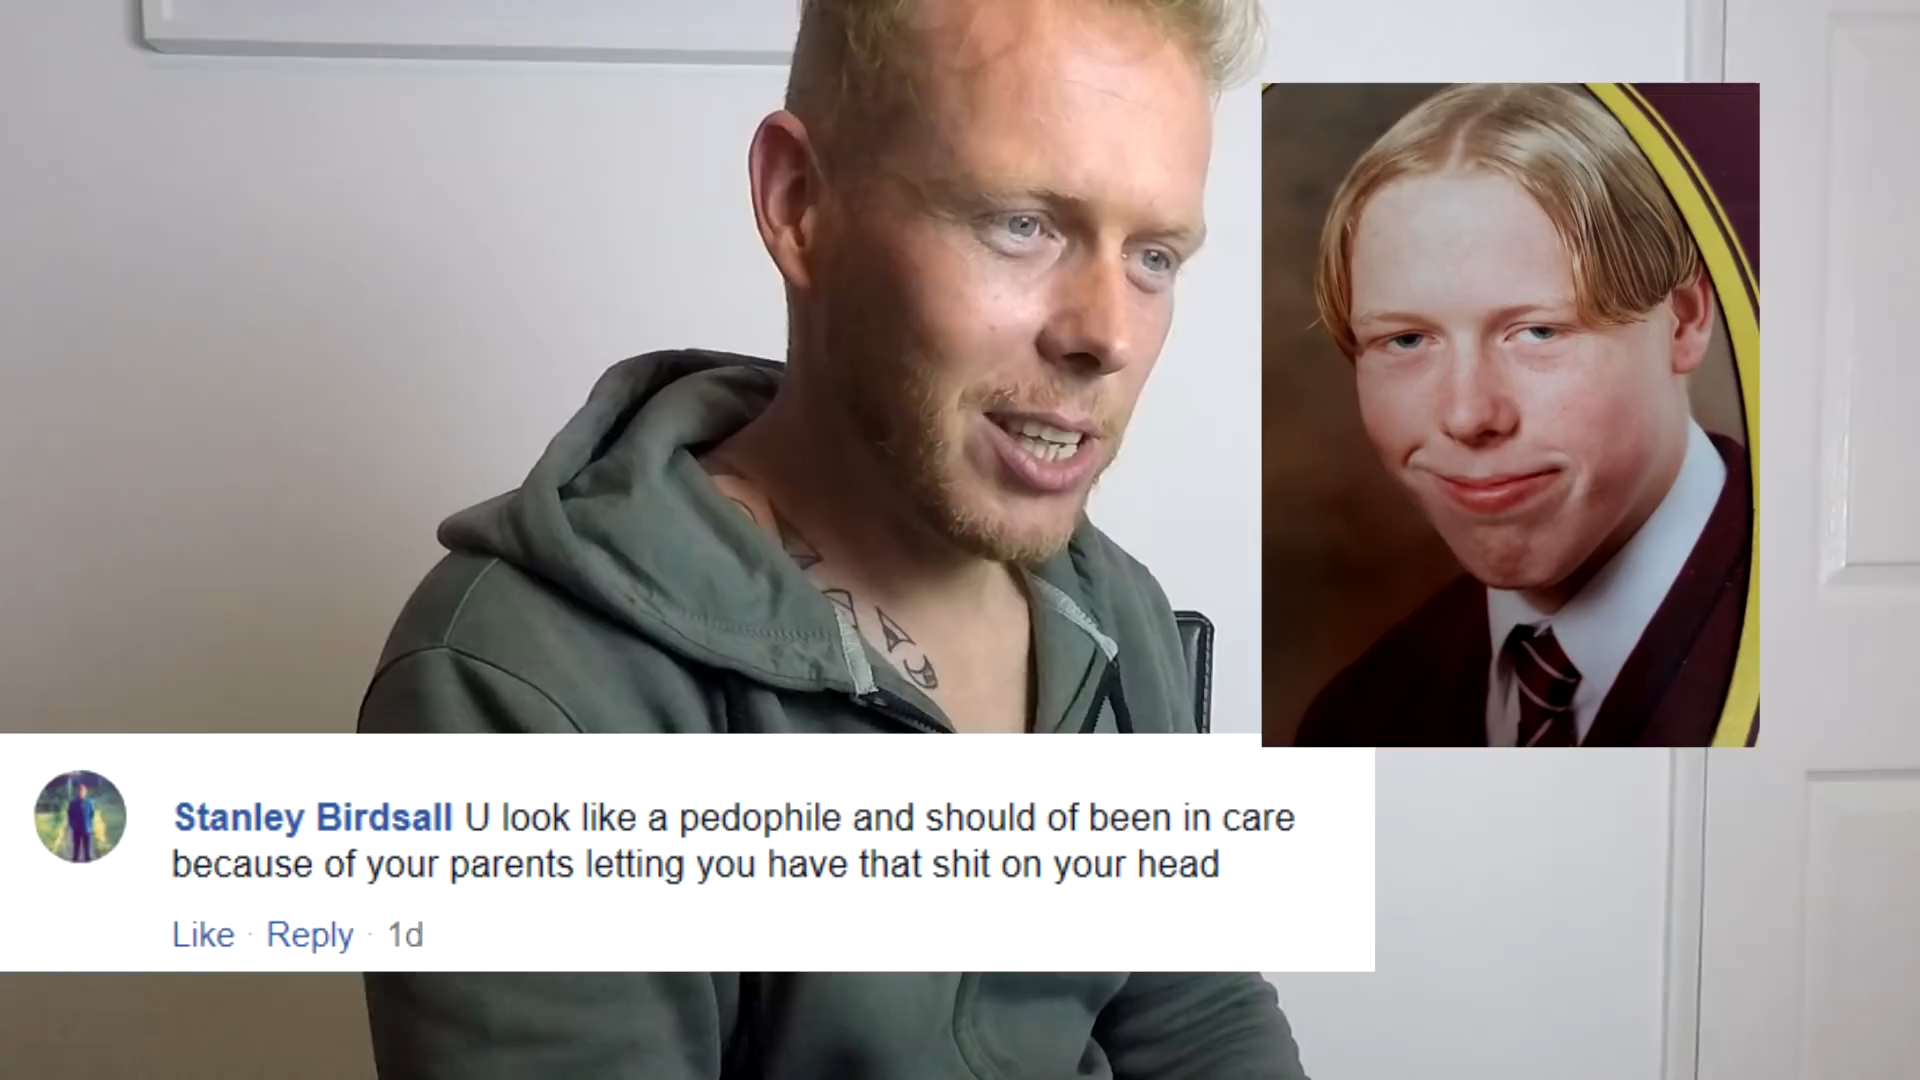 Stanley Birdsall U look like a pedophile and should of been in care
because of your parents letting you have that shit on your head
Like · Reply · 1d